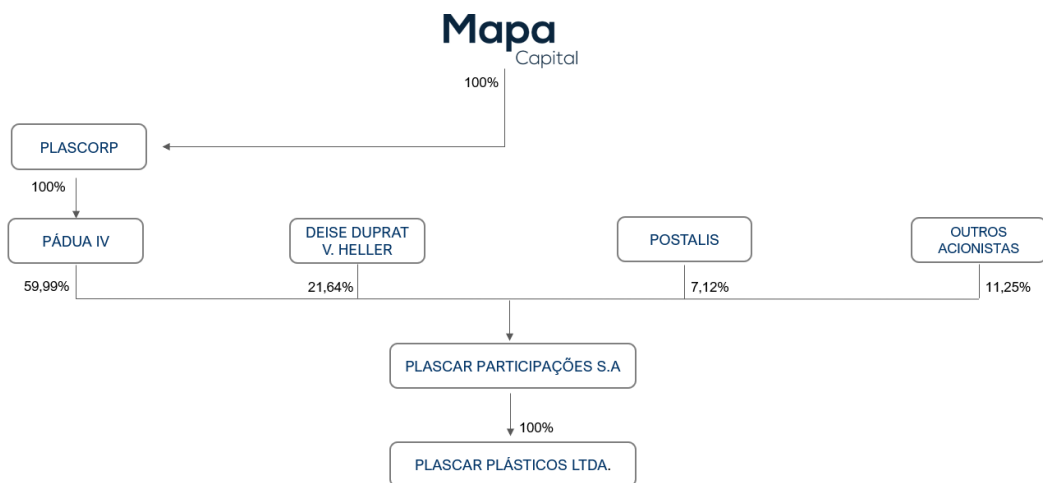 Mapa
Capital
100%
PLASCORP
100%
PÁDUA IV
DEISE DUPRAT
V. HELLER
POSTALIS
OUTROS
ACIONISTAS
59,99%
21,64%
7,12%
11,25%
PLASCAR PARTICIPAÇÕES S.A
100%
PLASCAR PLÁSTICOS LTDA.